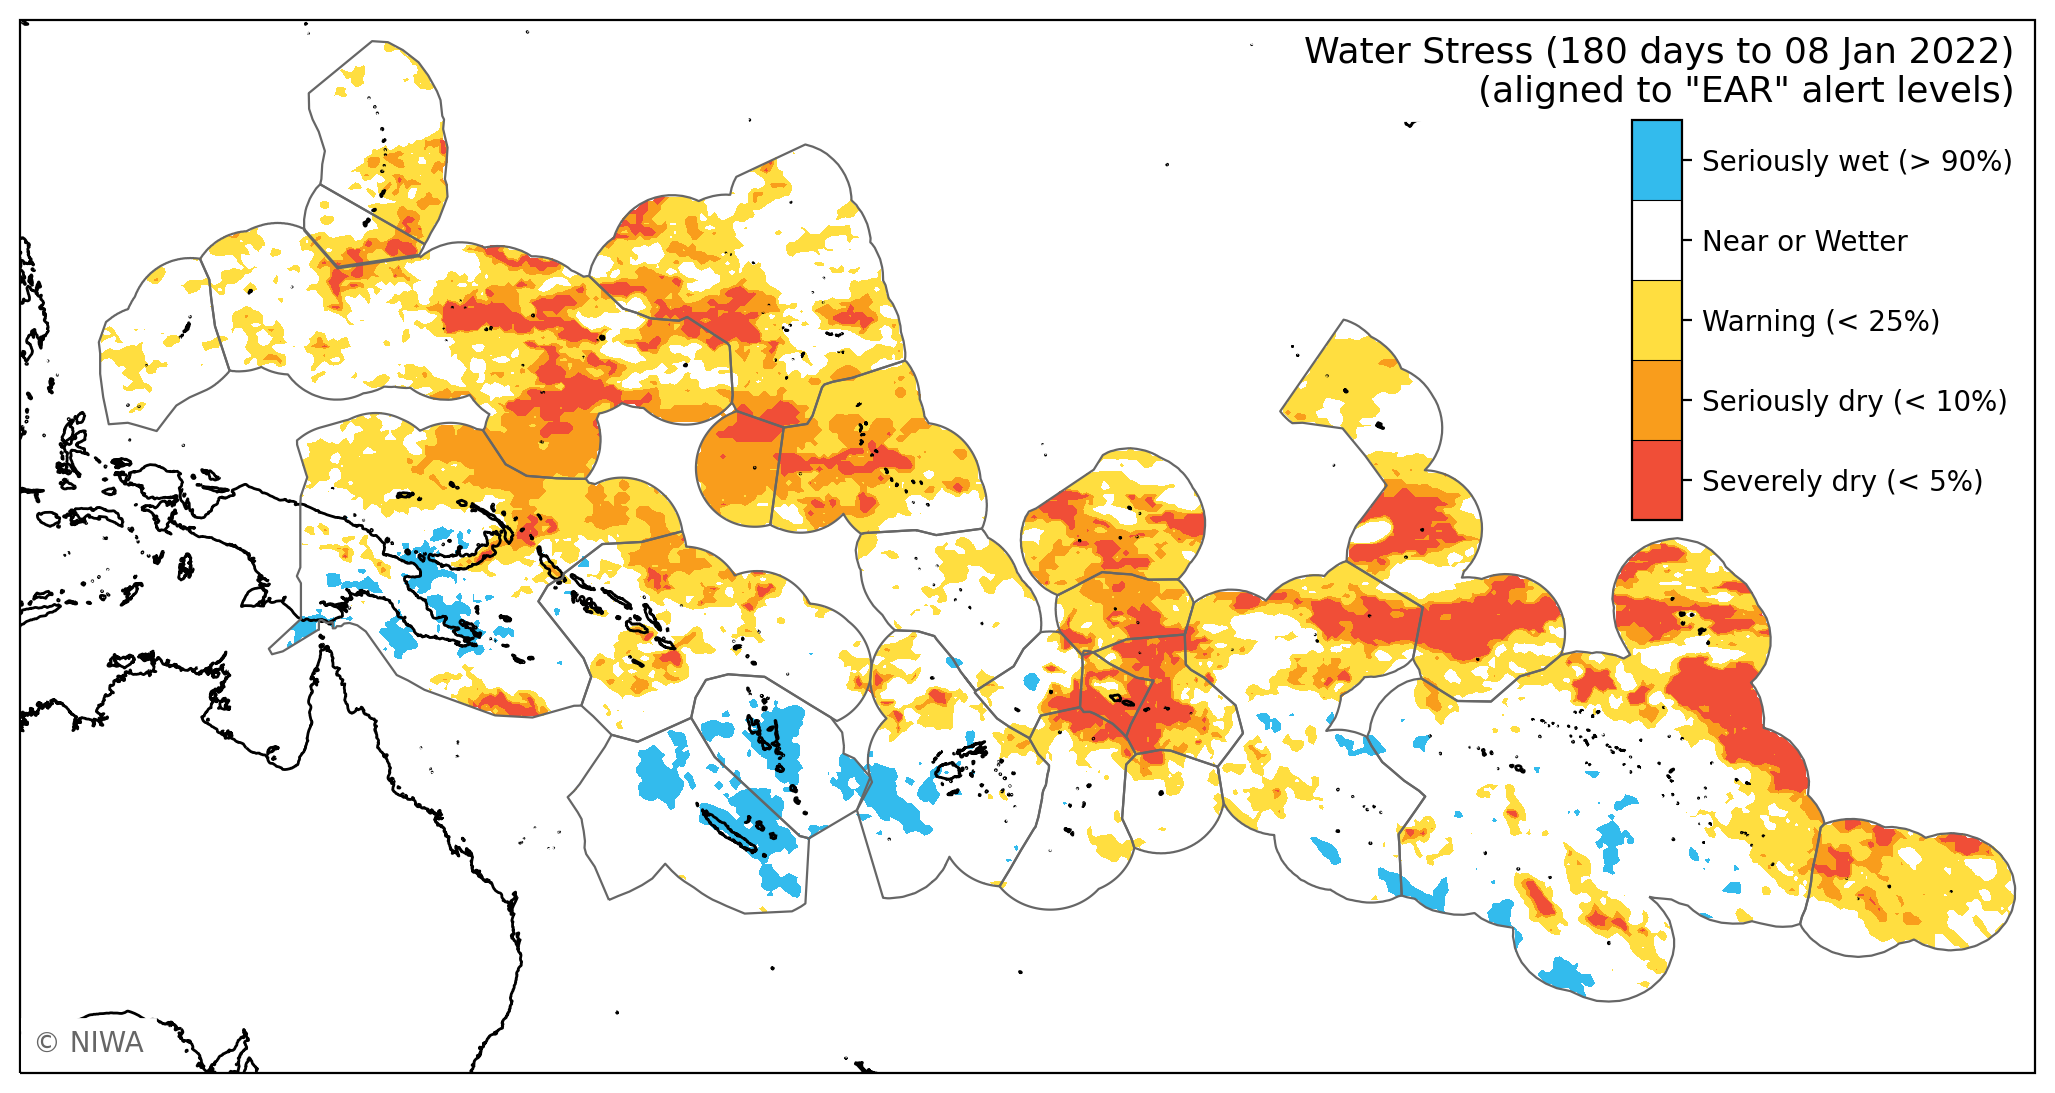 Water Stress (180 days to 08 Jan 2022)
(aligned to "EAR" alert levels)
Seriously wet (> 90%)
Near or Wetter
Warning (< 25%)
Seriously dry (< 10%)
Severely dry (< 5%)
© NIWA